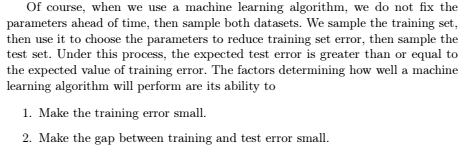 Of course, when we use a machine learning algorithm, we do not fix the
parameters ahead of time, then sample both datasets. We sample the training set,
then use it to choose the parameters to reduce training set error, then sample the
test set. Under this process, the expected test error is greater than or equal to
the expected value of training error. The factors determining how well a machine
learning algorithm will perform are its ability to
1. Make the training error small.
2. Make the gap between training and test error small.